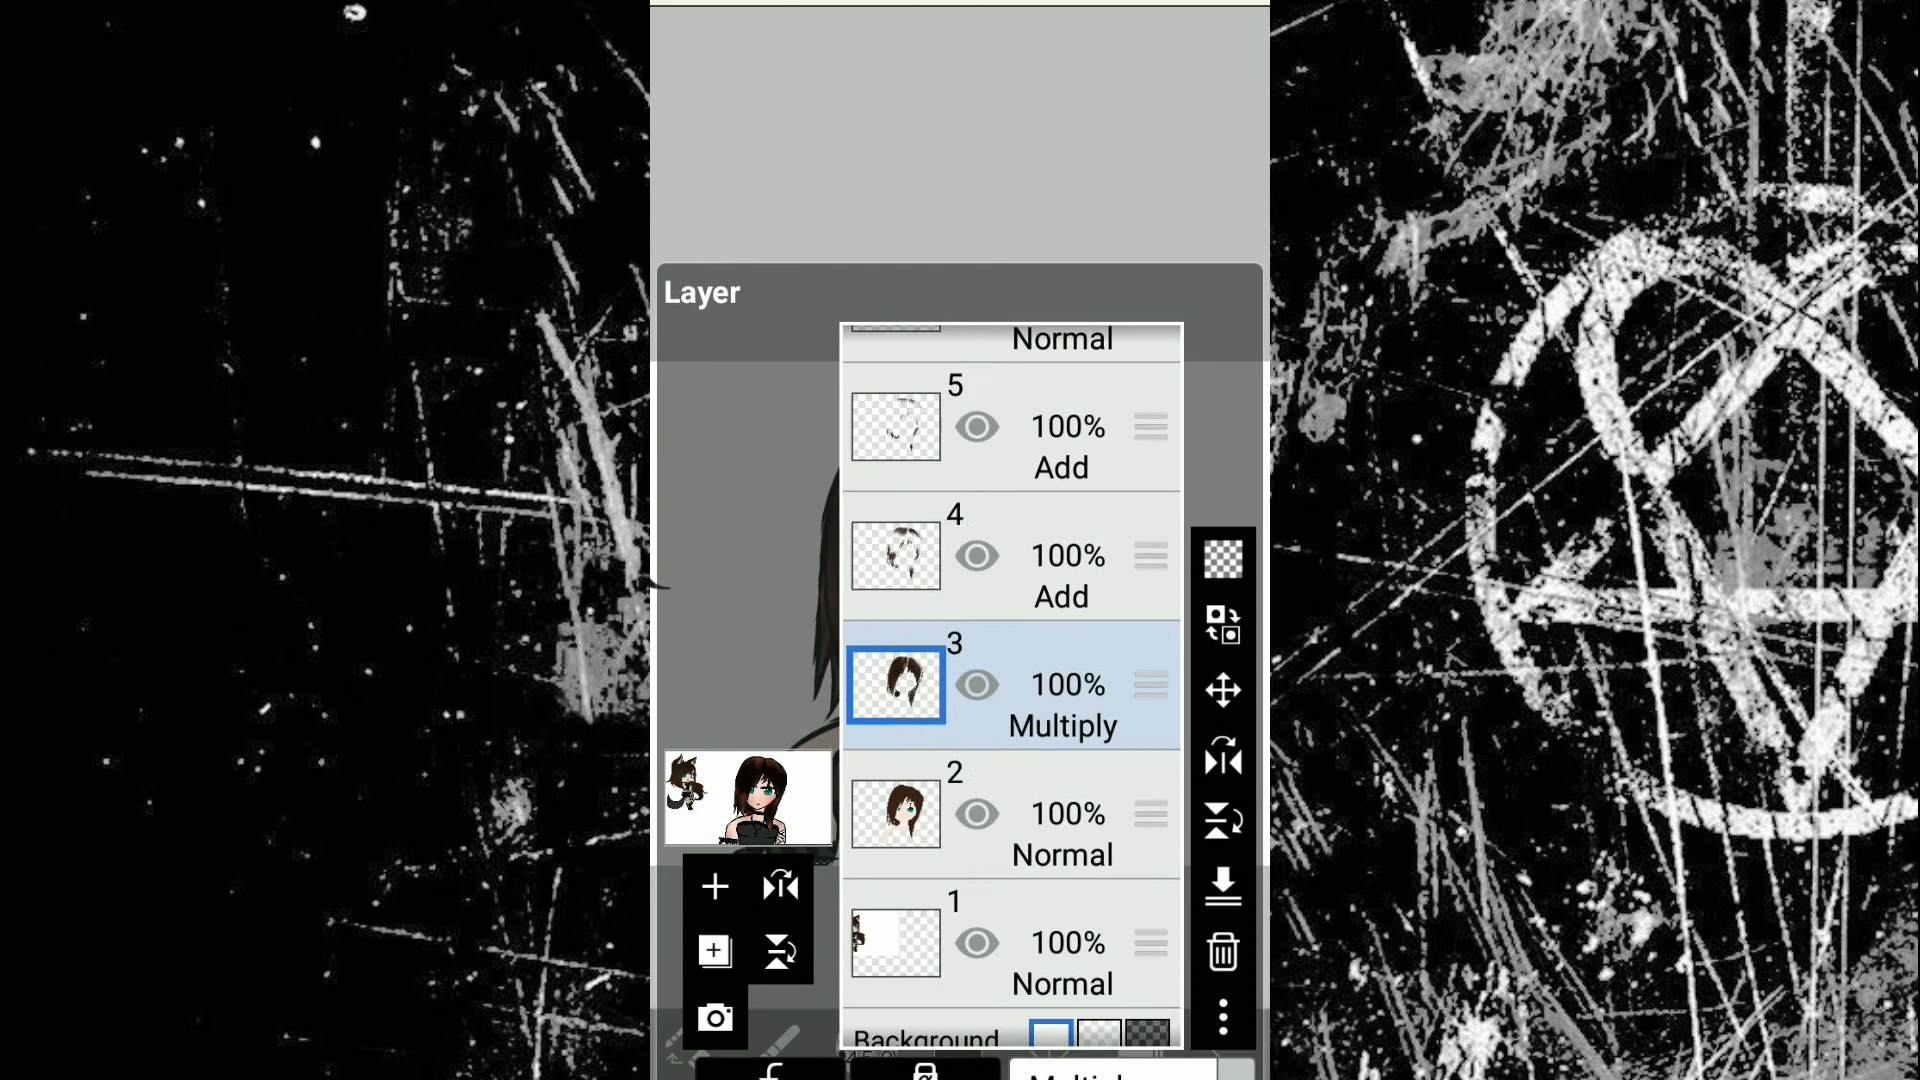 Layer
Normal
5
100%
Add
4
100%
Add
3
100%
Multiply
2
100%
Normal
1
100%
Normal
Background